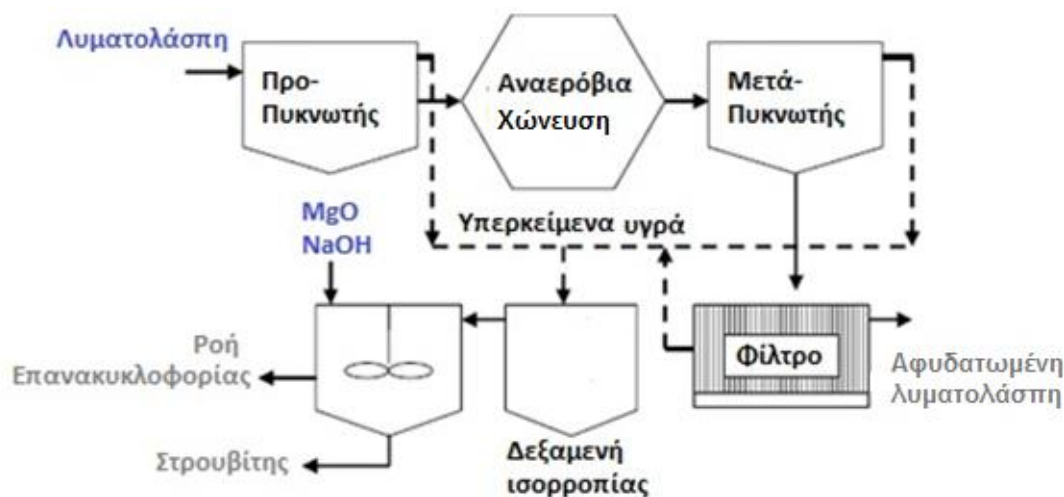 Λυματολάσπη
Προ-
Πυκνωτής
Αναερόβια
Χώνευση
Μετά-
Πυκνωτής
MgO
NaOH
Υπερκείμενα υγρά
Ροή
Επανακυκλοφορίας
Φίλτρο
Αφυδατωμένη
λυματολάσπη
Στρουβίτης
Δεξαμενή
ισορροπίας